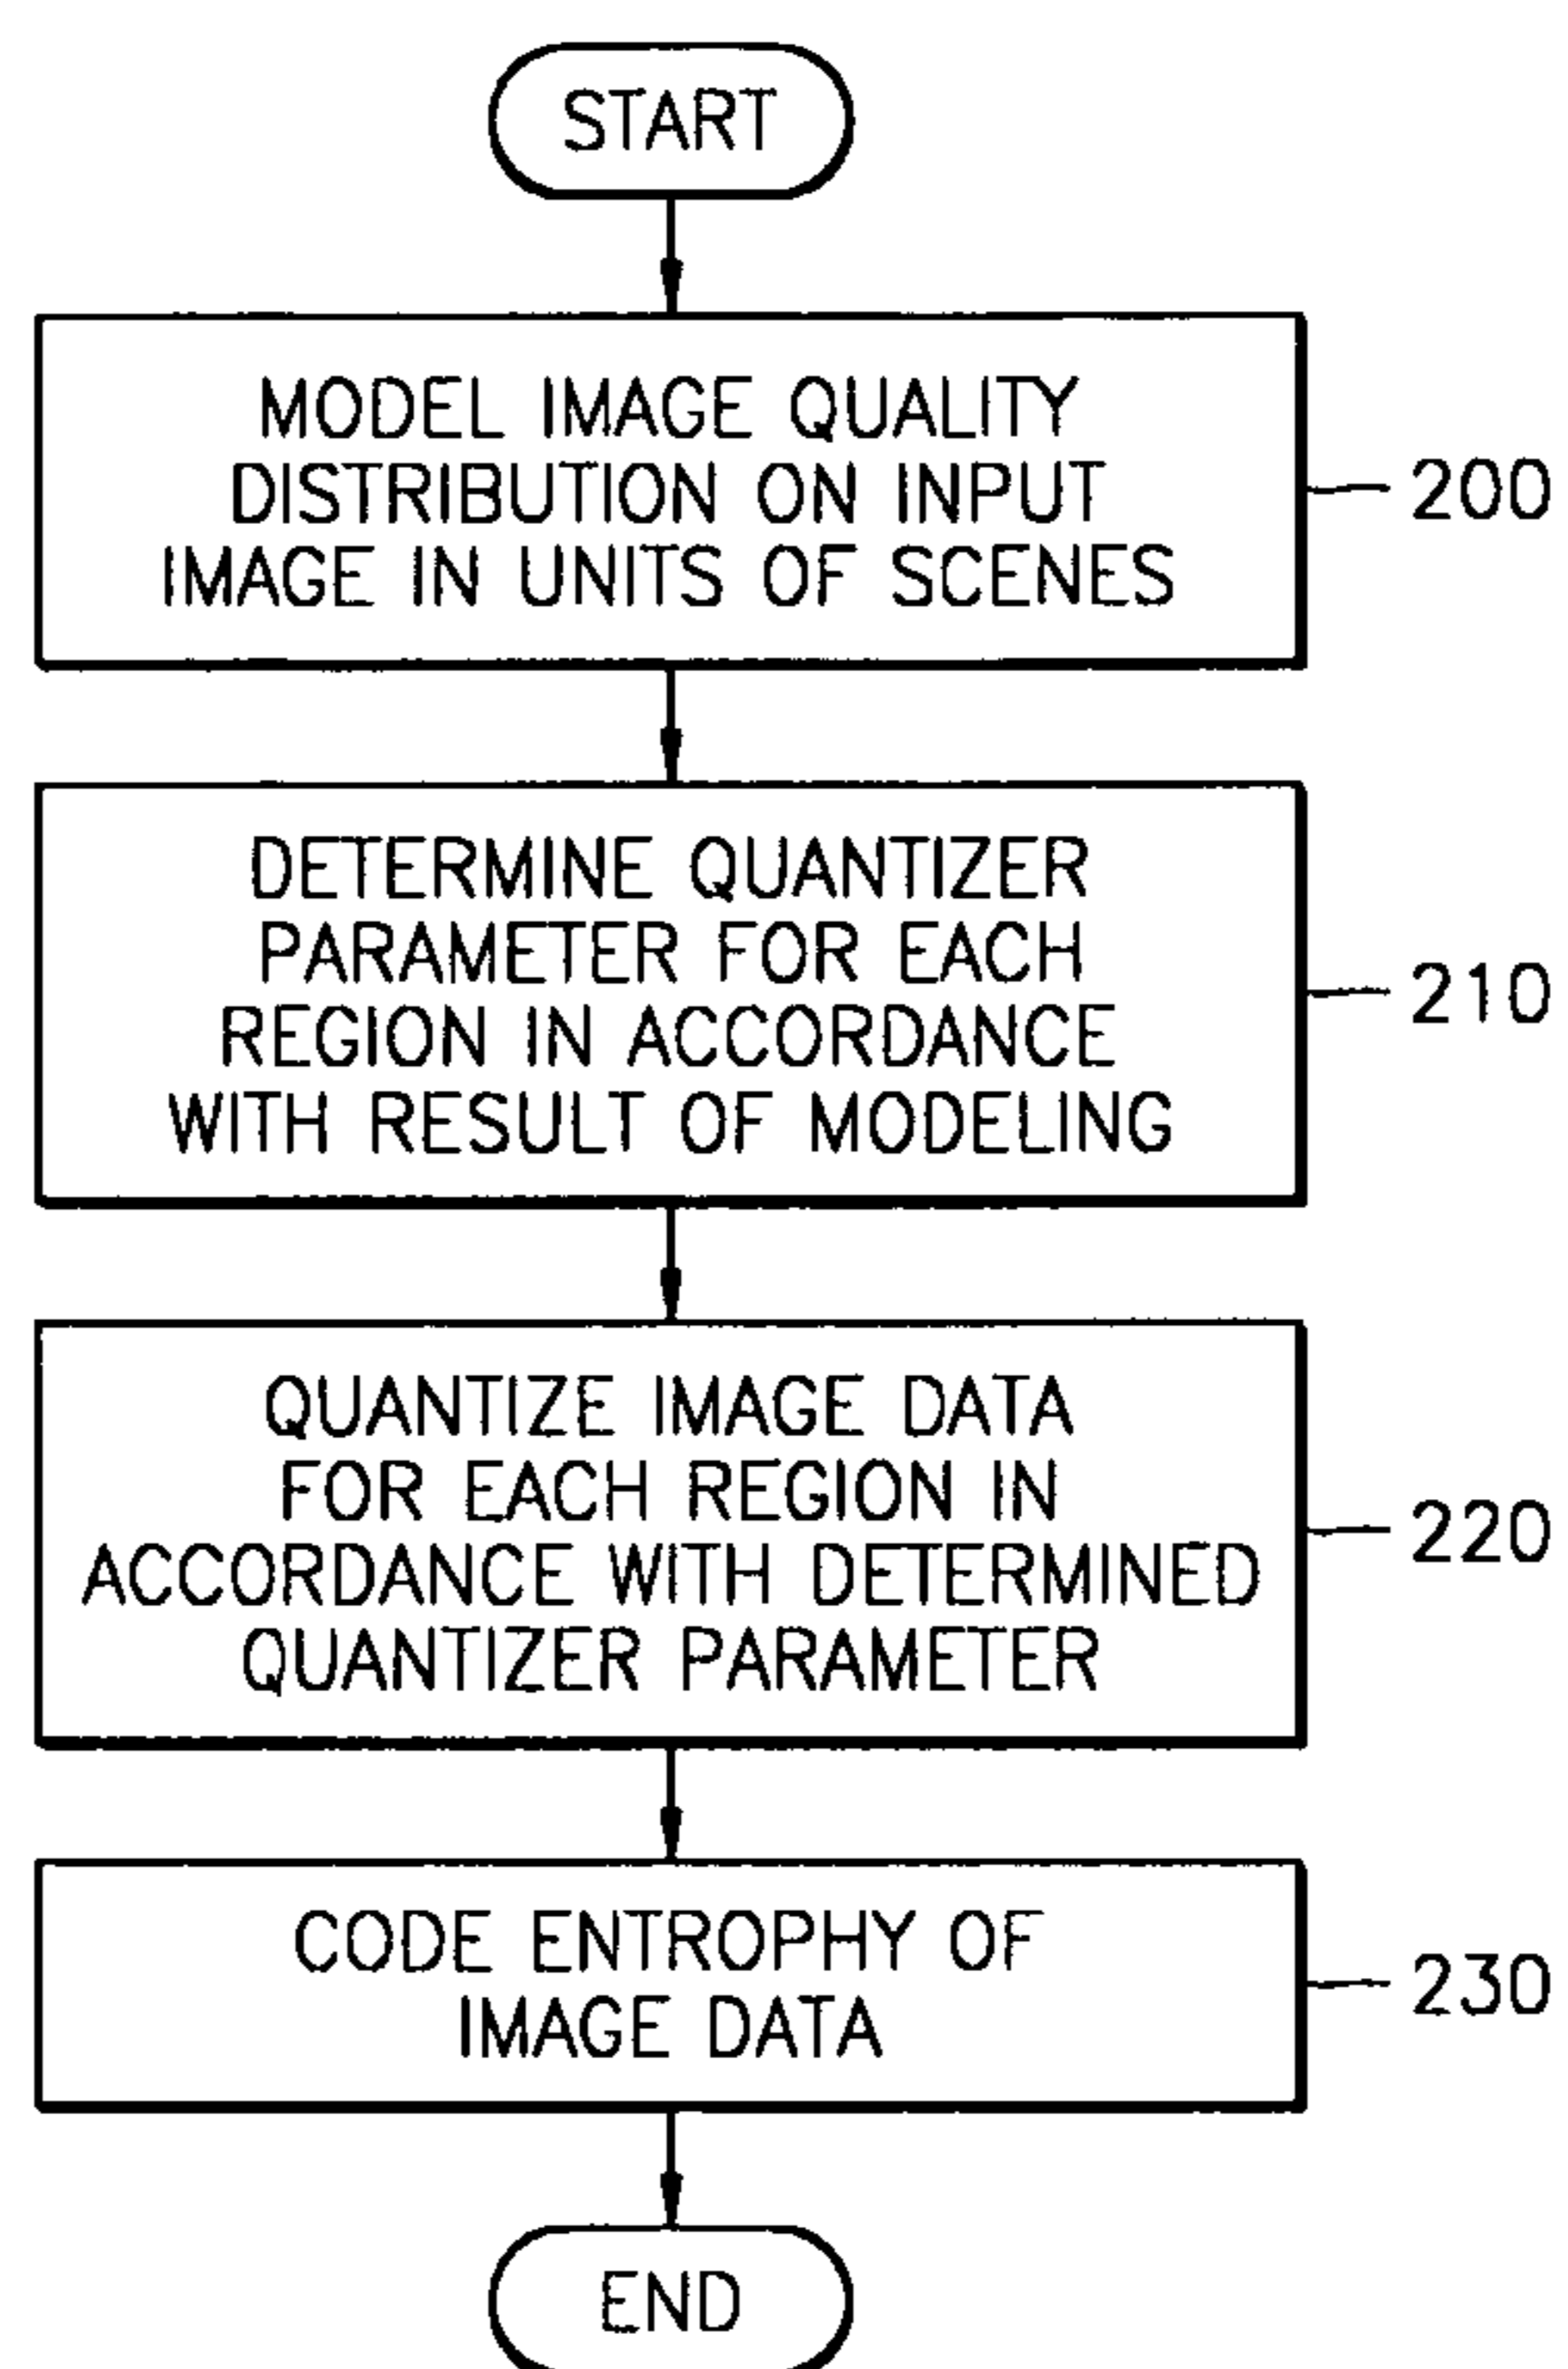 START
MODEL IMAGE QUALITY
DISTRIBUTION ON INPUT
IMAGE IN UNITS OF SCENES
200
DETERMINE QUANTIZER
PARAMETER FOR EACH
REGION IN ACCORDANCE
WITH RESULT OF MODELING
210
QUANTIZE IMAGE DATA
FOR EACH REGION IN
ACCORDANCE WITH DETERMINED
QUANTIZER PARAMETER
220
CODE ENTROPHY OF
IMAGE DATA
230
END